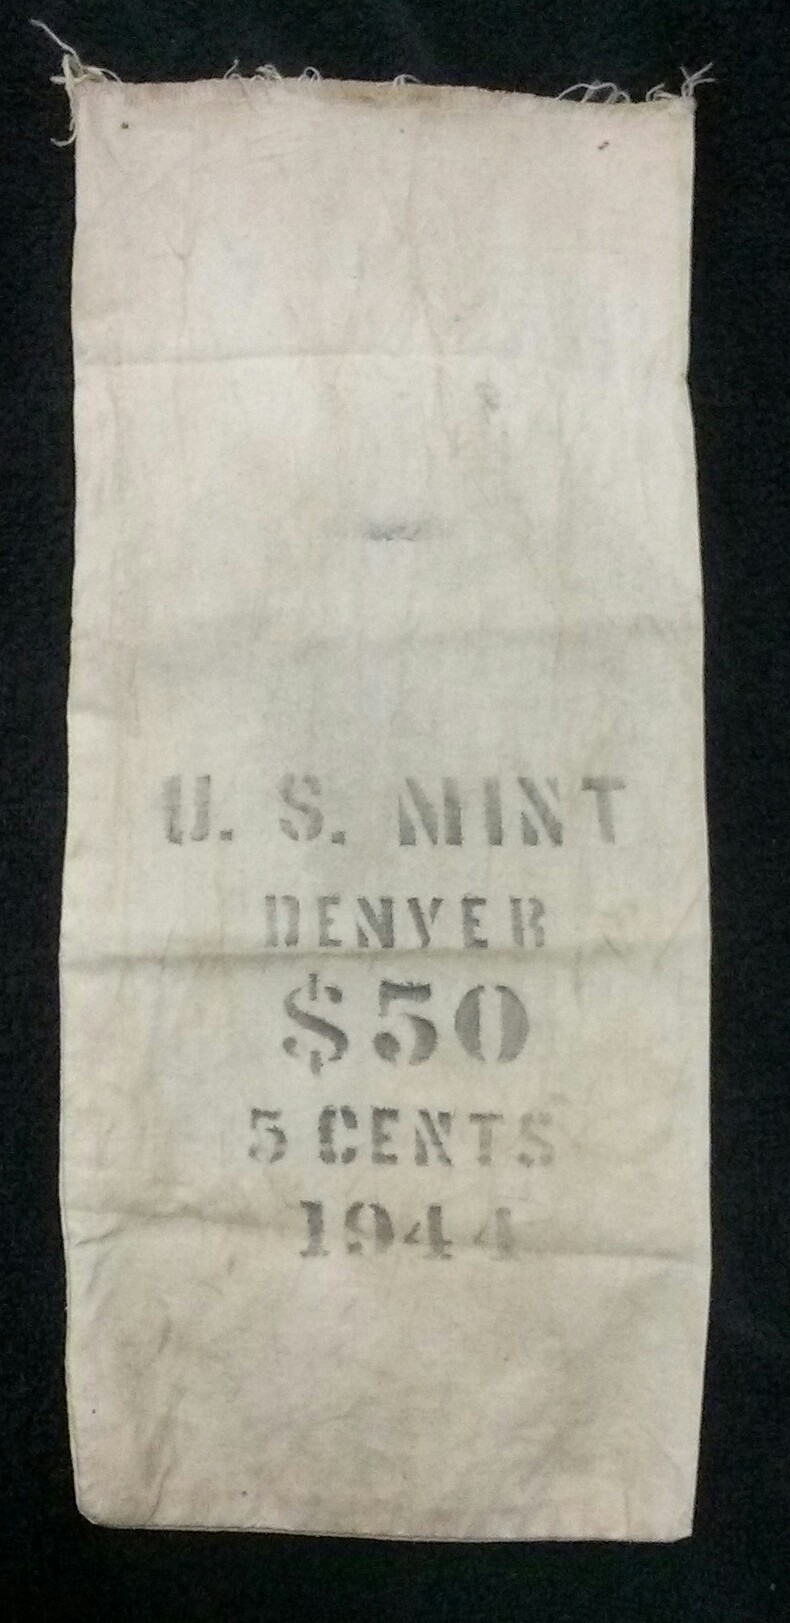 U. S. MINT
DENVER
$50
5 CENTS
1944